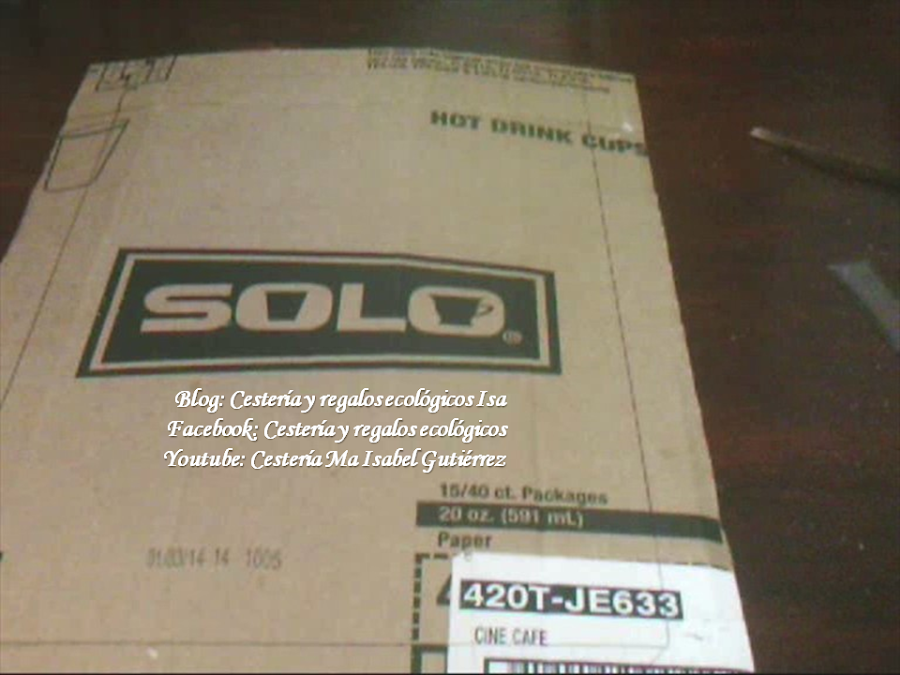 HOT DRINK CUPS
SOLO®
Blog: Cestería y regalos ecológicos Isa
Facebook: Cestería y regalos ecológicos
Youtube: Cestería Ma Isabel Gutiérrez
15/40 ct. Packages
20 oz. (591 mL)
Paper
01/03/14 14 1005
420T-JE633
CINE CAFE